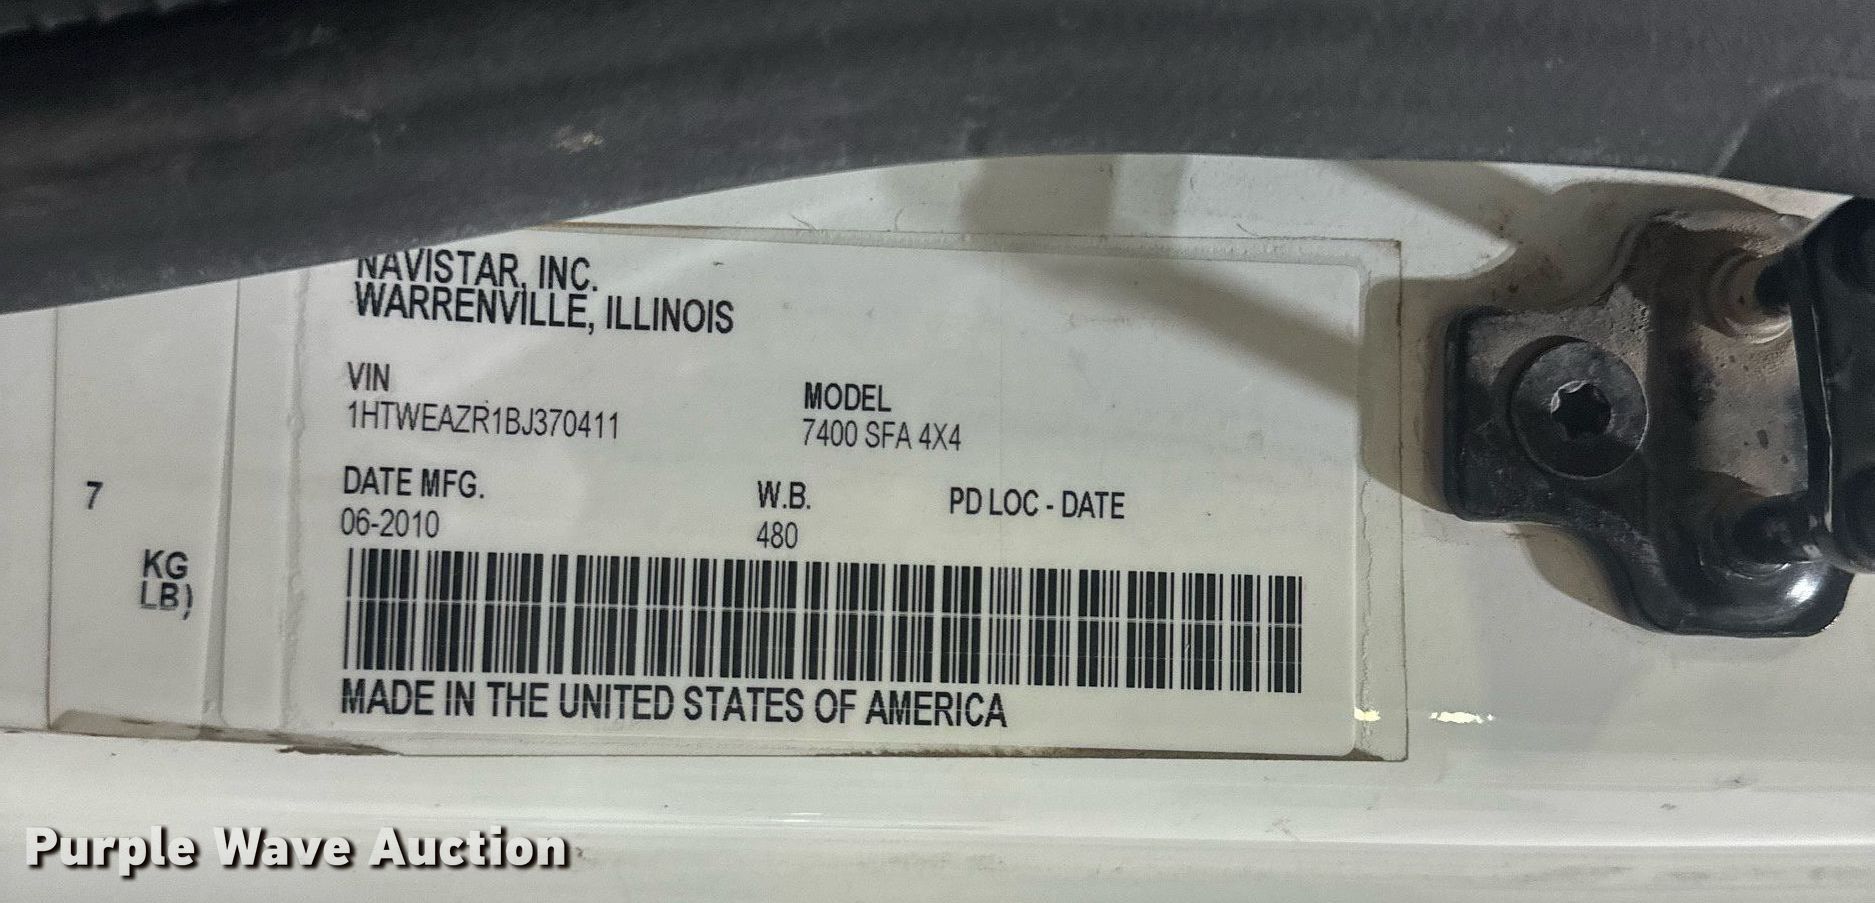 NAVISTAR, INC.
WARRENVILLE, ILLINOIS
VIN
1HTWEAZR1BJ370411
MODEL
7400 SFA 4X4
DATE MFG.
06-2010
W.B.
480
PD LOC - DATE
MADE IN THE UNITED STATES OF AMERICA
7
KG
LB)
Purple Wave Auction